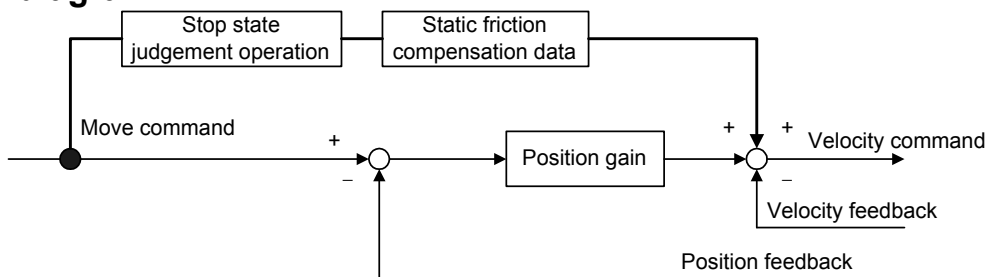 Stop state
judgement operation
Static friction
compensation data
Move command
+
−
Position gain
+
+
Velocity command
−
Velocity feedback
Position feedback